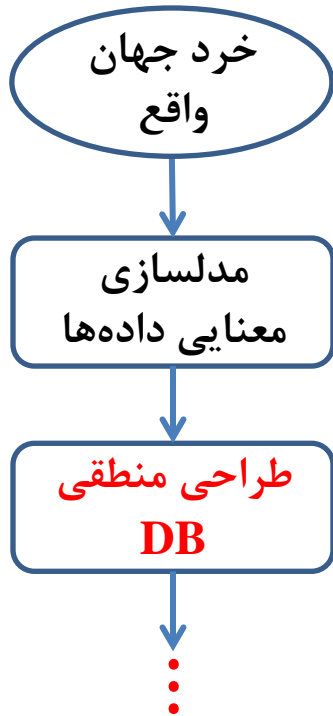 خرد جهان
واقع
مدلسازی
معنایی داده‌ها
طراحی منطقی
DB